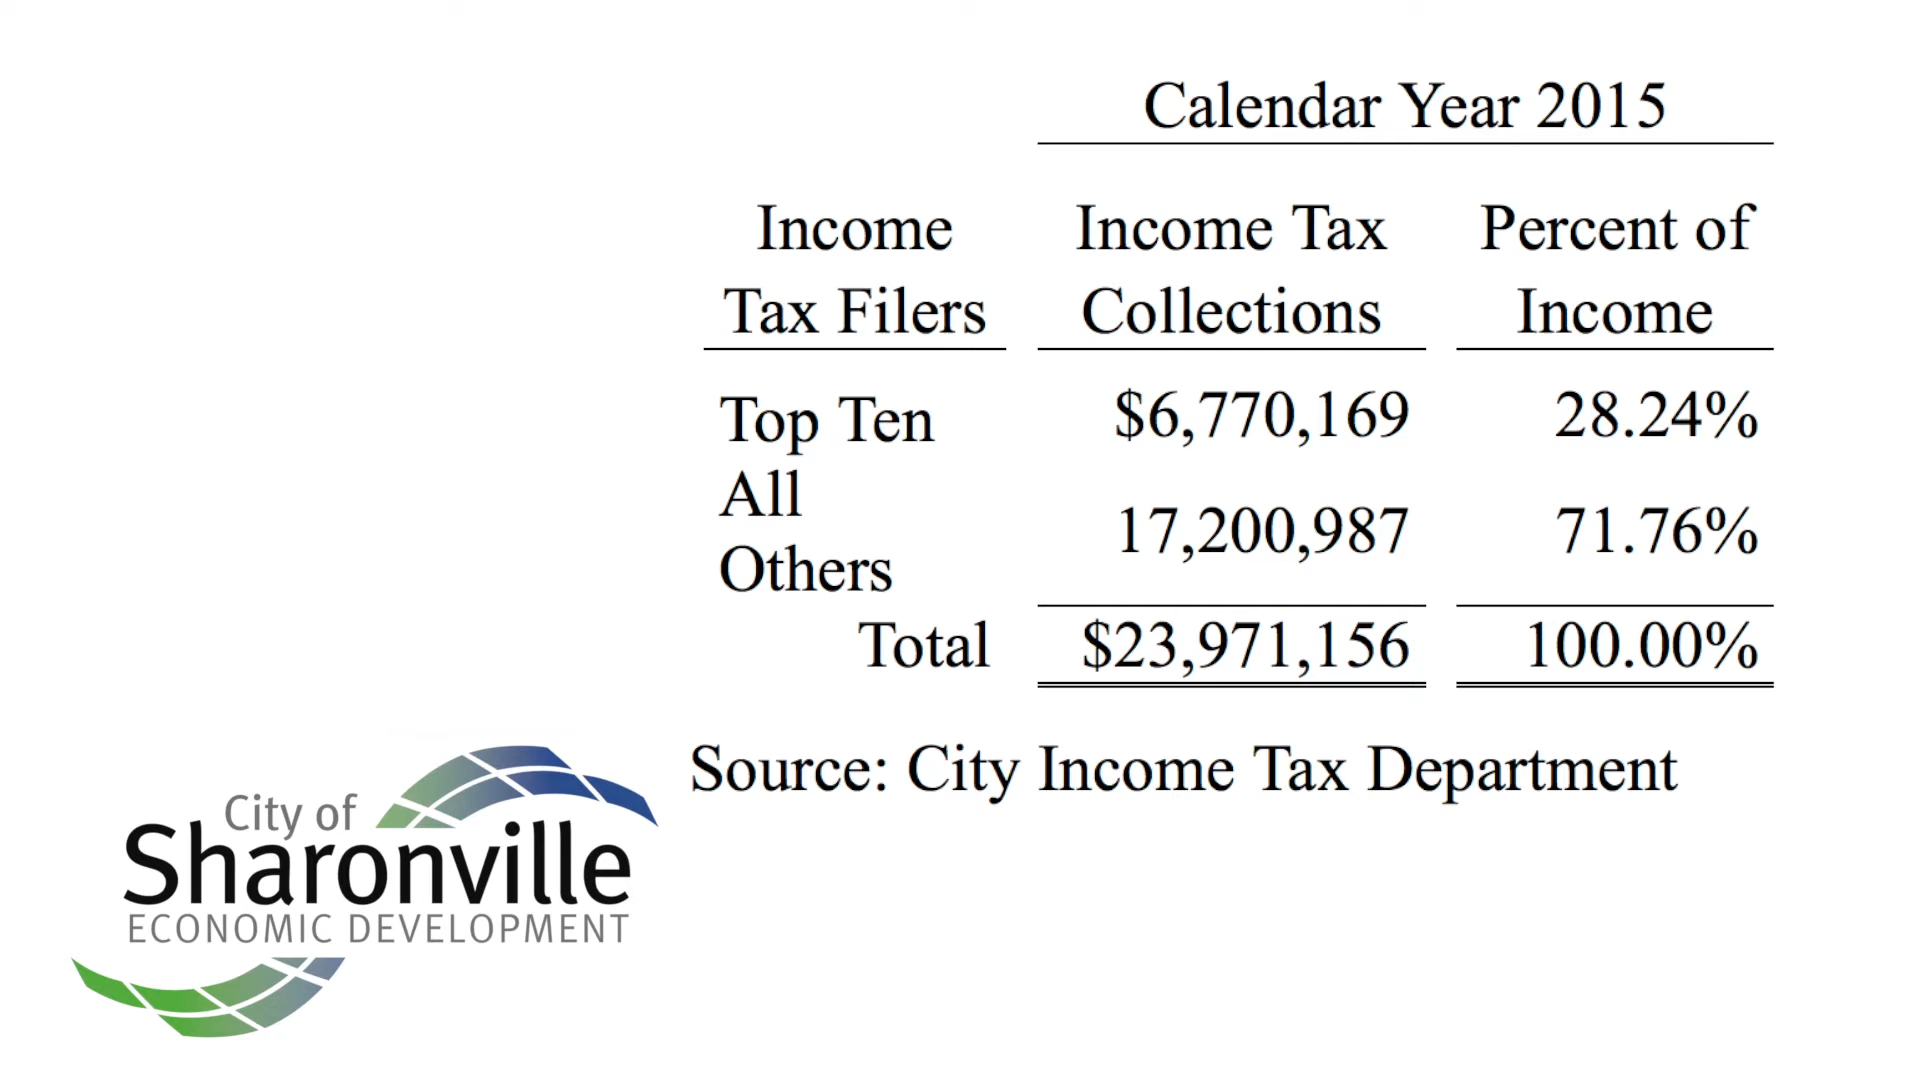 Calendar Year 2015
Income Income Tax Percent of
Tax Filers Collections Income
Top Ten $6,770,169 28.24%
All
Others 17,200,987 71.76%
Total $23,971,156 100.00%
Source: City Income Tax Department
City of
Sharonville
ECONOMIC DEVELOPMENT